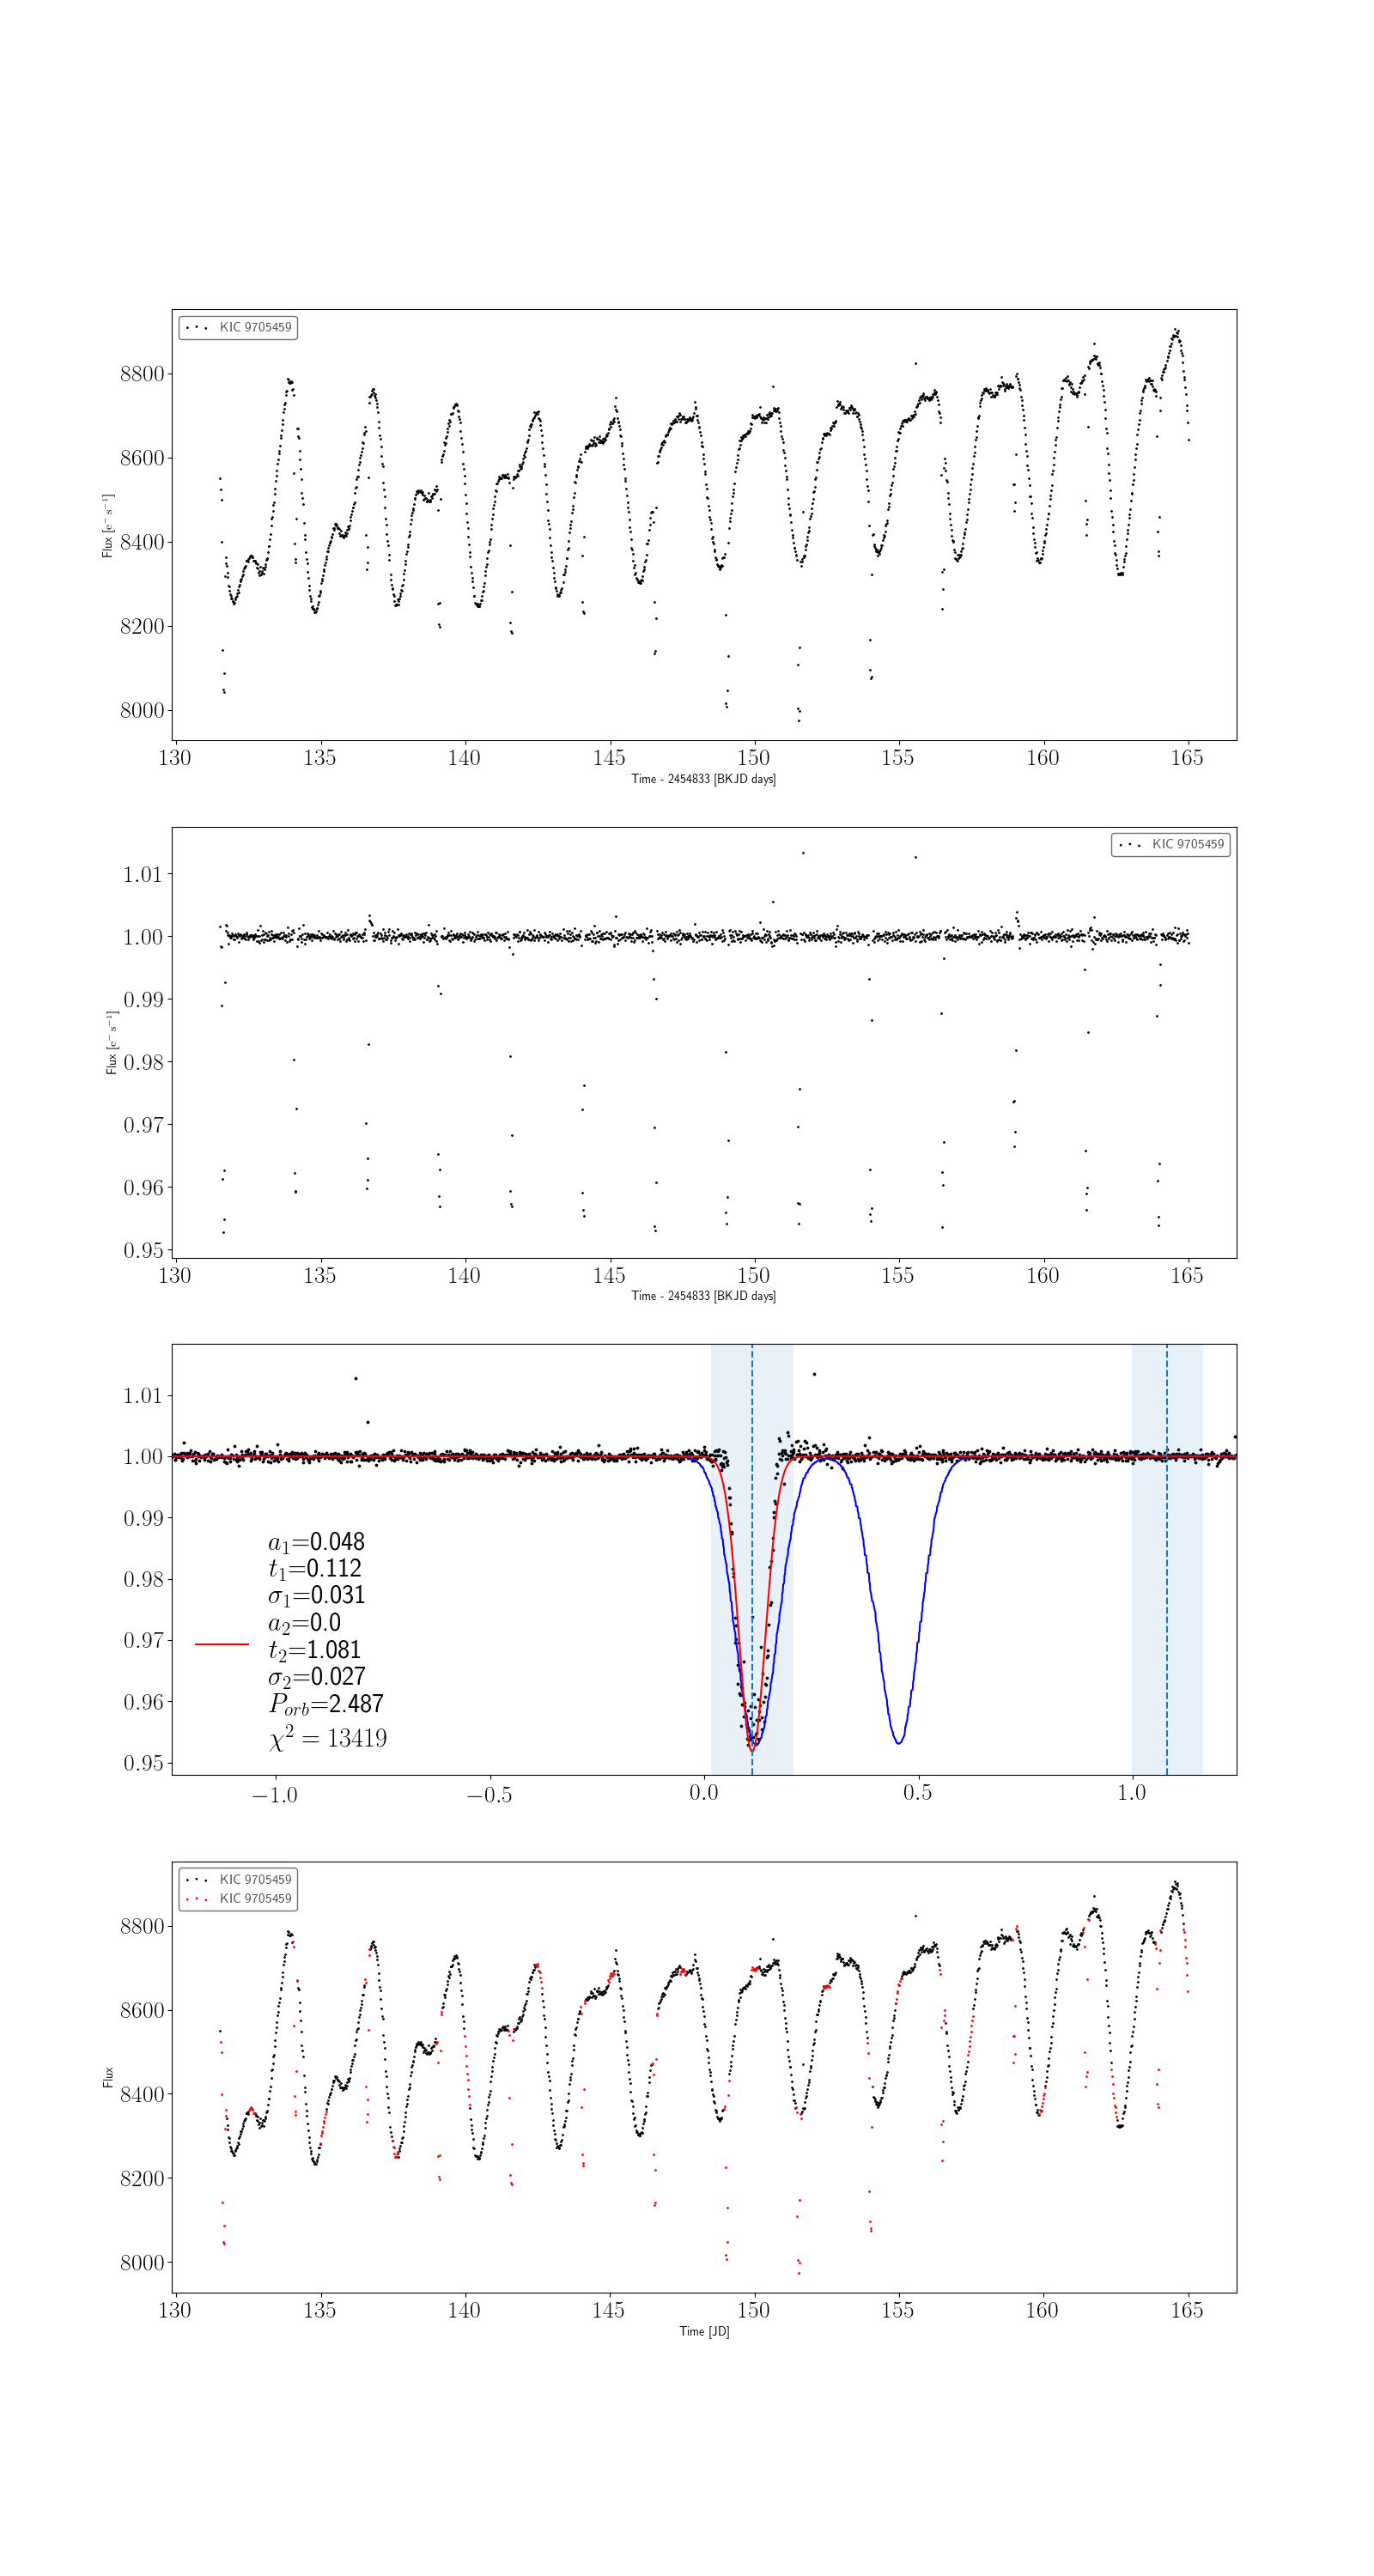 KIC 9705459
8800
8600
8400
8200
8000
Flux [e⁻ s⁻¹]
130 135 140 145 150 155 160 165
Time - 2454833 [BKJD days]
KIC 9705459
1.01
1.00
0.99
0.98
0.97
0.96
0.95
Flux [e⁻ s⁻¹]
130 135 140 145 150 155 160 165
Time - 2454833 [BKJD days]
1.01
1.00
0.99
0.98
0.97
0.96
0.95
a₁=0.048
t₁=0.112
σ₁=0.031
a₂=0.0
t₂=1.081
σ₂=0.027
Pₒᵣb=2.487
χ² = 13419
−1.0 −0.5 0.0 0.5 1.0
KIC 9705459
KIC 9705459
8800
8600
8400
8200
8000
Flux
130 135 140 145 150 155 160 165
Time [JD]